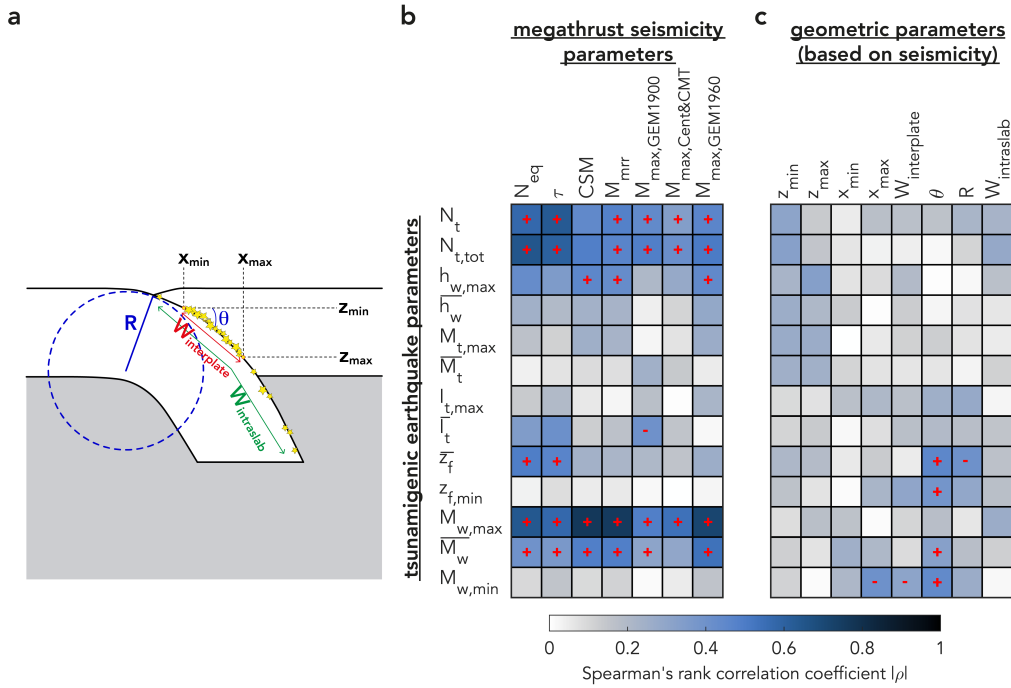 a
b
c
megathrust seismicity
parameters
geometric parameters
(based on seismicity)
N_eq
τ
CSM
M_mrr
M_max,GEM1900
M_max,Cent&CMT
M_max,GEM1960
z_min
z_max
x_min
x_max
W_interplate
θ
R
W_intraslab
tsunamigenic earthquake parameters
N_t
N_t,tot
h_w,max
h̅_w
M_t,max
M̅_t
I_t,max
I̅_t
z̅_f
z_f,min
M_w,max
M̅_w
M_w,min
x_min
x_max
z_min
z_max
R
θ
W_interplate
W_intraslab
+ + + + + + 
+ + + + + +
+ + +
-
+ +
+ + + + + + +
+ + + + + +
+ -
+
+
- - +
0 0.2 0.4 0.6 0.8 1
Spearman's rank correlation coefficient |ρ|